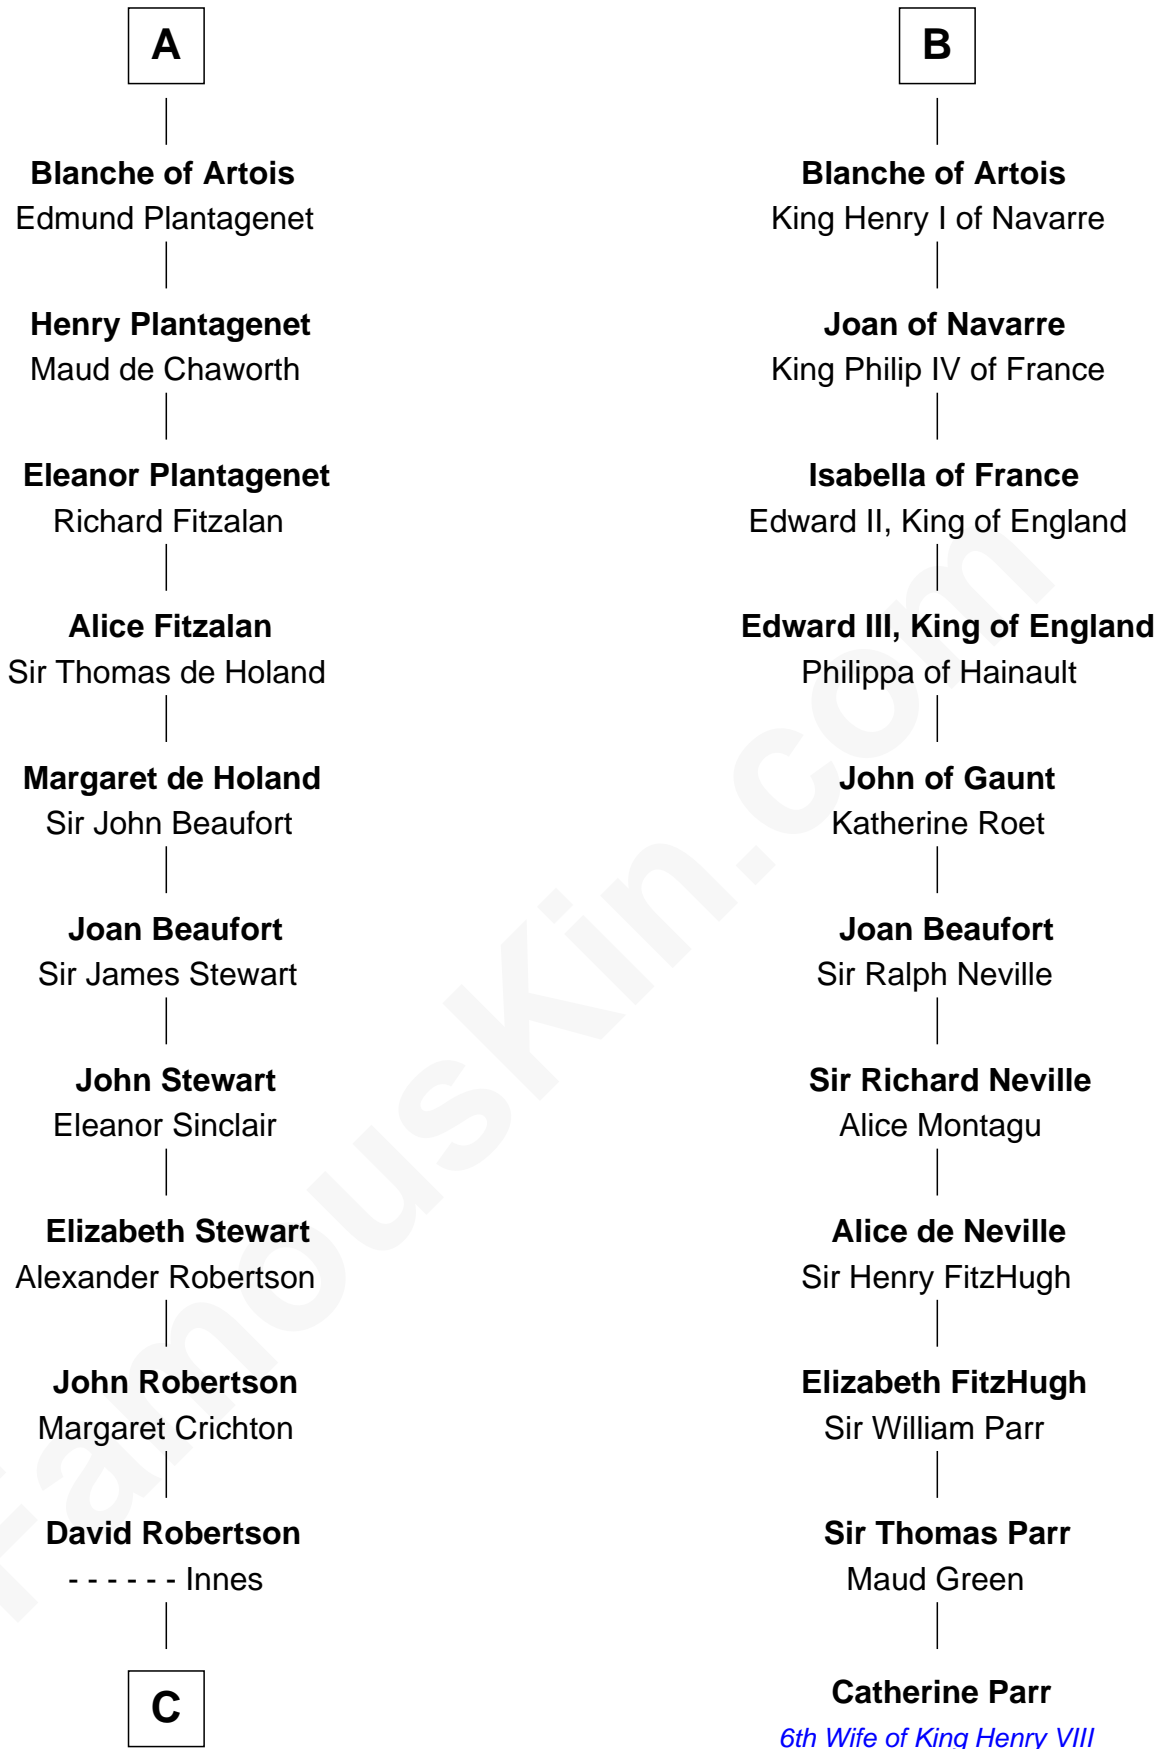 A
Blanche of Artois
Edmund Plantagenet
Henry Plantagenet
Maud de Chaworth
Eleanor Plantagenet
Richard Fitzalan
Alice Fitzalan
Sir Thomas de Holand
Margaret de Holand
Sir John Beaufort
Joan Beaufort
Sir James Stewart
John Stewart
Eleanor Sinclair
Elizabeth Stewart
Alexander Robertson
John Robertson
Margaret Crichton
David Robertson
- - - - - - Innes
C
B
Blanche of Artois
King Henry I of Navarre
Joan of Navarre
King Philip IV of France
Isabella of France
Edward II, King of England
Edward III, King of England
Philippa of Hainault
John of Gaunt
Katherine Roet
Joan Beaufort
Sir Ralph Neville
Sir Richard Neville
Alice Montagu
Alice de Neville
Sir Henry FitzHugh
Elizabeth FitzHugh
Sir William Parr
Sir Thomas Parr
Maud Green
Catherine Parr
6th Wife of King Henry VIII
FamousKin.com